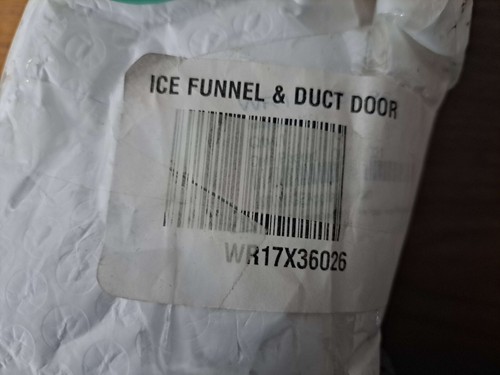 ICE FUNNEL & DUCT DOOR
WR17X36026